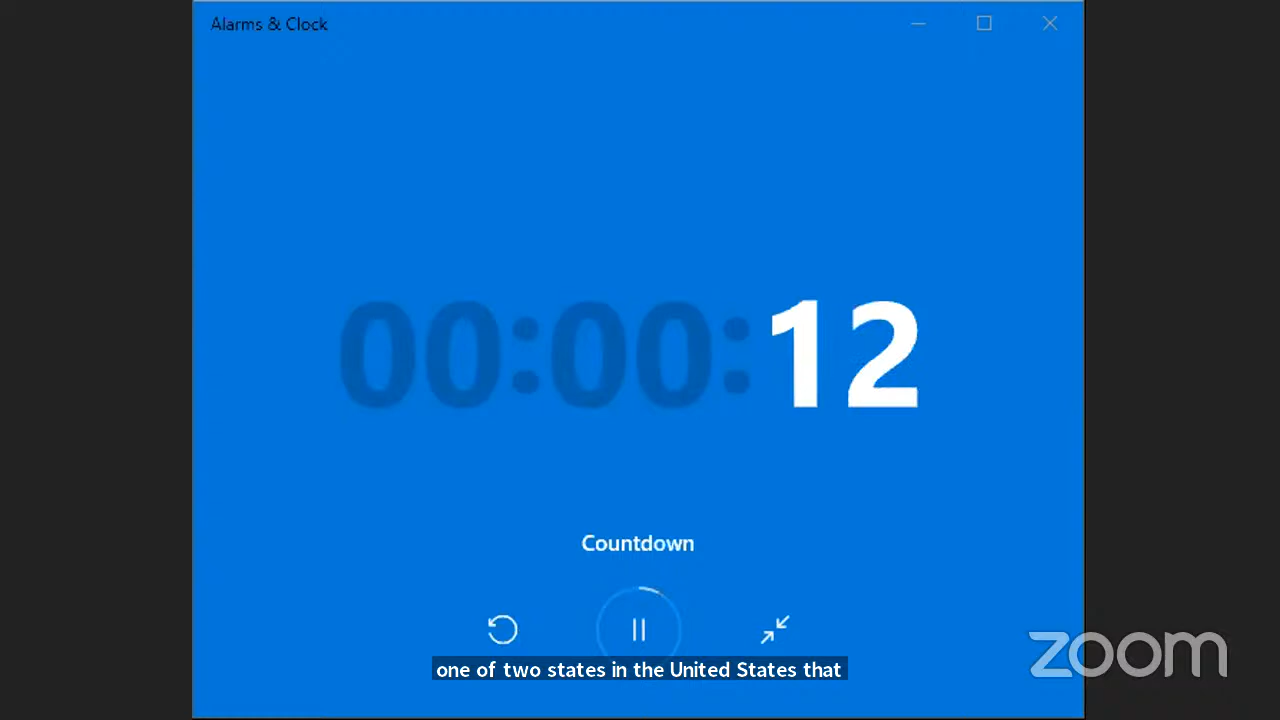 Alarms & Clock
00:00:12
Countdown
one of two states in the United States that
zoom